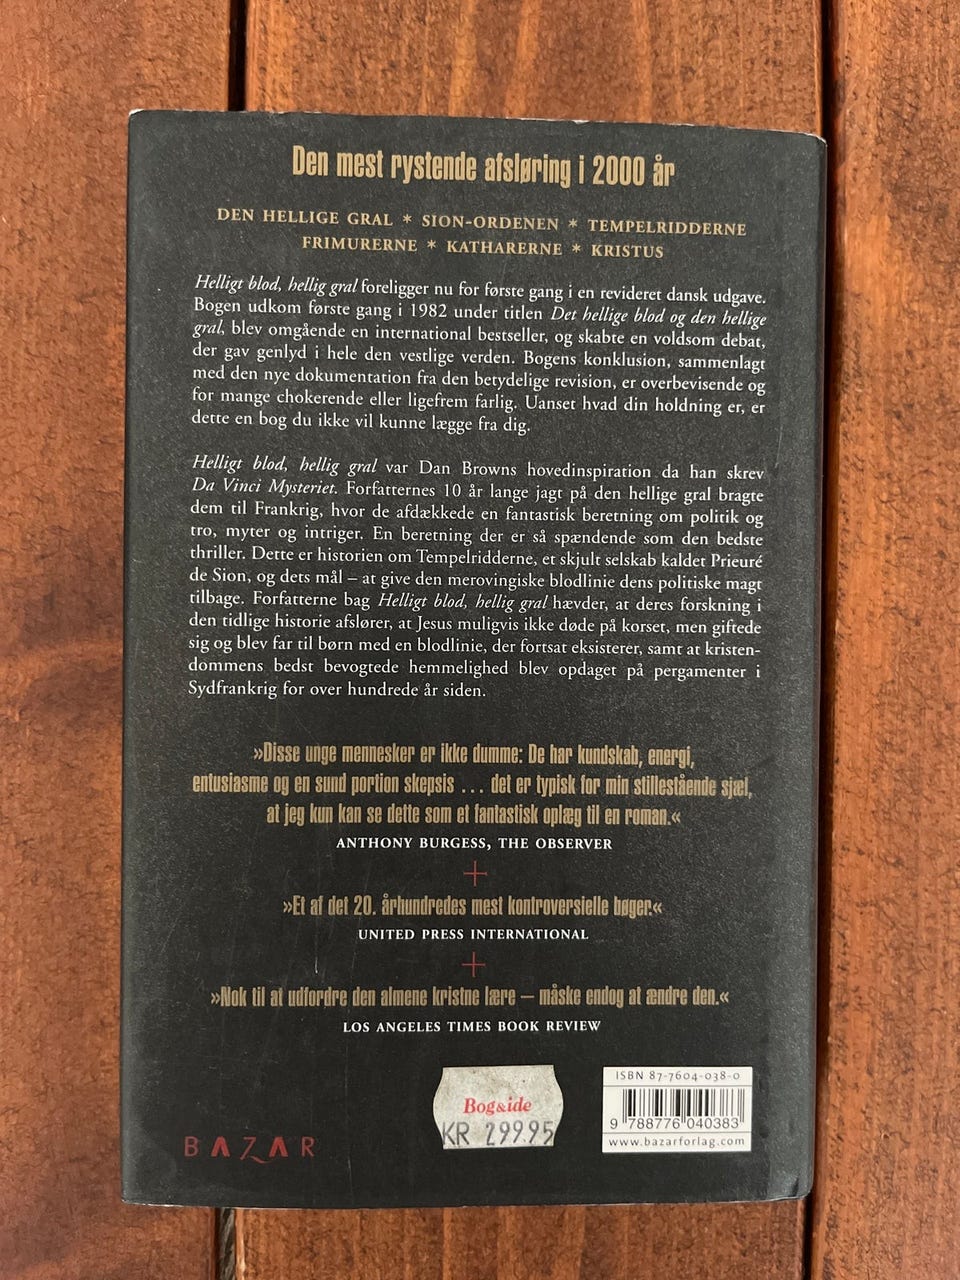 Den mest rystende afsløring i 2000 år
DEN HELLIGE GRAL * SION-ORDENEN * TEMPELRIDDERNE
FRIMURERNE * KATHARERNE * KRISTUS
Helligt blod, hellig gral foreligger nu for første gang i en revideret dansk udgave.
Bogen udkom første gang i 1982 under titlen Det hellige blod og den hellige
gral, blev omgående en international bestseller, og skabte en voldsom debat,
der gav genlyd i hele den vestlige verden. Bogens konklusion, sammenlagt
med den nye dokumentation fra den betydelige revision, er overbevisende og
for mange chokerende eller ligefrem farlig. Uanset hvad din holdning er, er
dette en bog du ikke vil kunne lægge fra dig.
Helligt blod, hellig gral var Dan Browns hovedinspiration da han skrev
Da Vinci Mysteriet. Forfatternes 10 år lange jagt på den hellige gral bragte
dem til Frankrig, hvor de afdækkede en fantastisk beretning om politik og
tro, myter og intriger. En beretning der er så spændende som den bedste
thriller. Dette er historien om Tempelridderne, et skjult selskab kaldet Prieuré
de Sion, og dets mål – at give den merovingiske blodlinie dens politiske magt
tilbage. Forfatterne bag Helligt blod, hellig gral hævder, at deres forskning i
den tidlige historie afslører, at Jesus muligvis ikke døde på korset, men giftede
sig og blev far til børn med en blodlinie, der fortsat eksisterer, samt at kristen-
dommens bedst bevogtede hemmelighed blev opdaget på pergamenter i
Sydfrankrig for over hundrede år siden.
»Disse unge mennesker er ikke dumme: De har kundskab, energi,
entusiasme og en sund portion skepsis ... det er typisk for min stillestående sjæl,
at jeg kun kan se dette som et fantastisk oplæg til en roman.«
ANTHONY BURGESS, THE OBSERVER
»Et af det 20. århundredes mest kontroversielle bøger.«
UNITED PRESS INTERNATIONAL
»Nok til at udfordre den almene kristne lære – måske endog at ændre den.«
LOS ANGELES TIMES BOOK REVIEW
BAZAR
Bog&ide
KR 299.95
ISBN 87-7604-038-0
9 788776 040383
www.bazarforlag.com